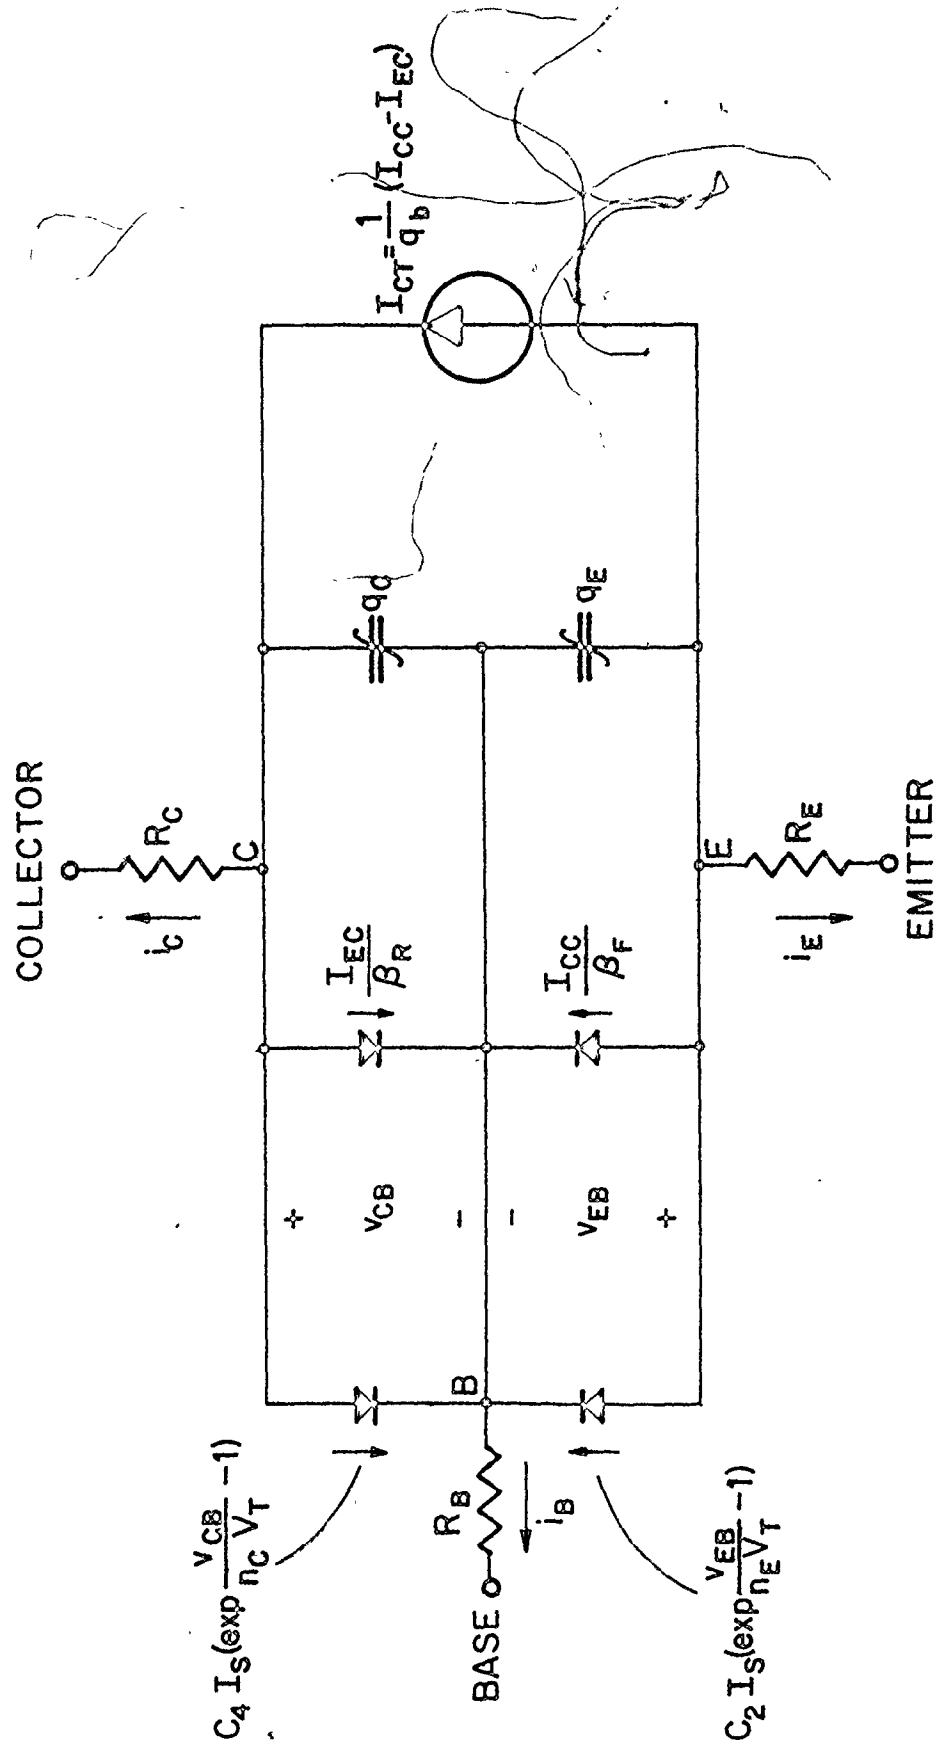 COLLECTOR
R_C
i_C
C
I_CT = 1/q_b (I_CC - I_EC)
q_C
I_EC/β_R
+
v_CB
-
C_4 I_S (exp v_CB/(n_C V_T) -1)
BASE
R_B
i_B
B
-
v_EB
+
I_CC/β_F
q_E
C_2 I_S (exp v_EB/(n_E V_T) -1)
E
R_E
i_E
EMITTER